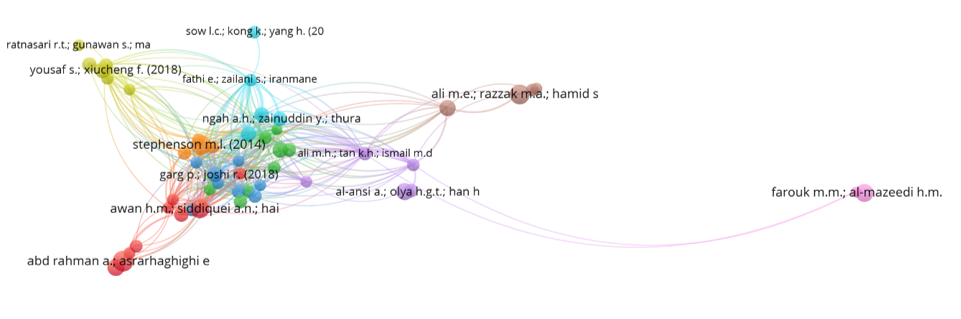 sow l.c.; kong k.; yang h. (20
ratnasari r.t.; gunawan s.; ma
yousaf s.; xiucheng f. (2018)
fathi e.; zailani s.; iranmane
ali m.e.; razzak m.a.; hamid s
ngah a.h.; zainuddin y.; thura
stephenson m.l. (2014)
ali m.h.; tan k.h.; ismail m.d
garg p.; joshi r. (2018)
al-ansi a.; olya h.g.t.; han h
farouk m.m.; al-mazeedi h.m.
awan h.m.; siddiquei a.n.; hai
abd rahman a.; asrarhaghighi e